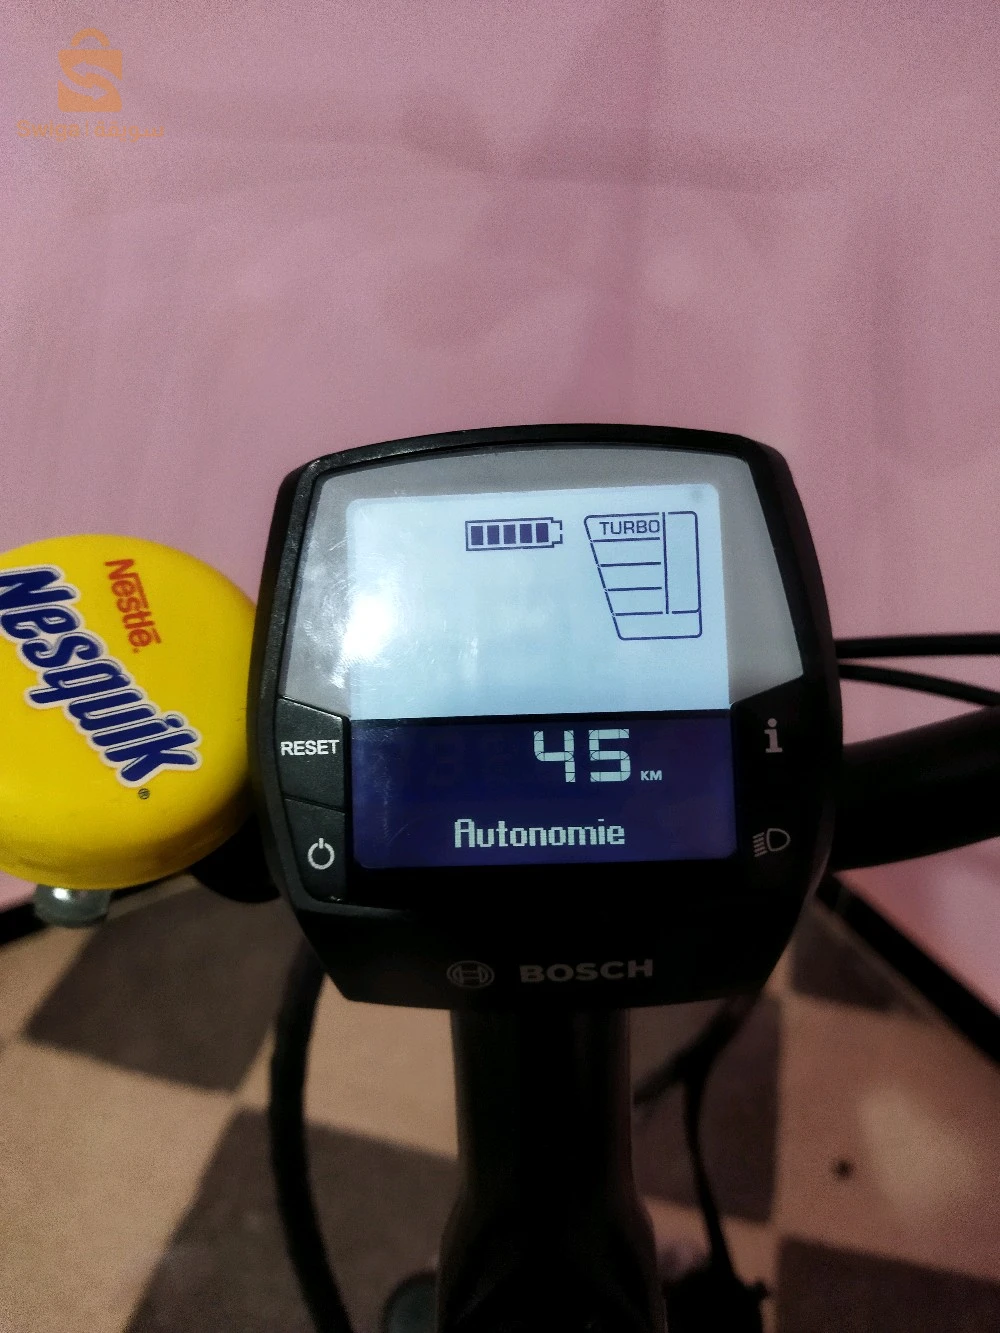 Nestlé.
Nesquik
®
TURBO
RESET
45 KM
Autonomie
BOSCH